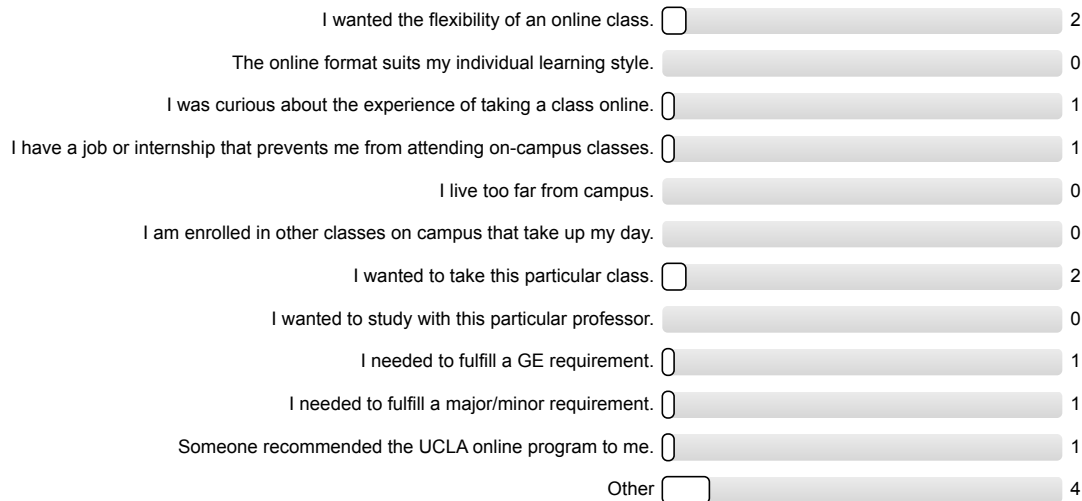 I wanted the flexibility of an online class. 2
The online format suits my individual learning style. 0
I was curious about the experience of taking a class online. 1
I have a job or internship that prevents me from attending on-campus classes. 1
I live too far from campus. 0
I am enrolled in other classes on campus that take up my day. 0
I wanted to take this particular class. 2
I wanted to study with this particular professor. 0
I needed to fulfill a GE requirement. 1
I needed to fulfill a major/minor requirement. 1
Someone recommended the UCLA online program to me. 1
Other 4